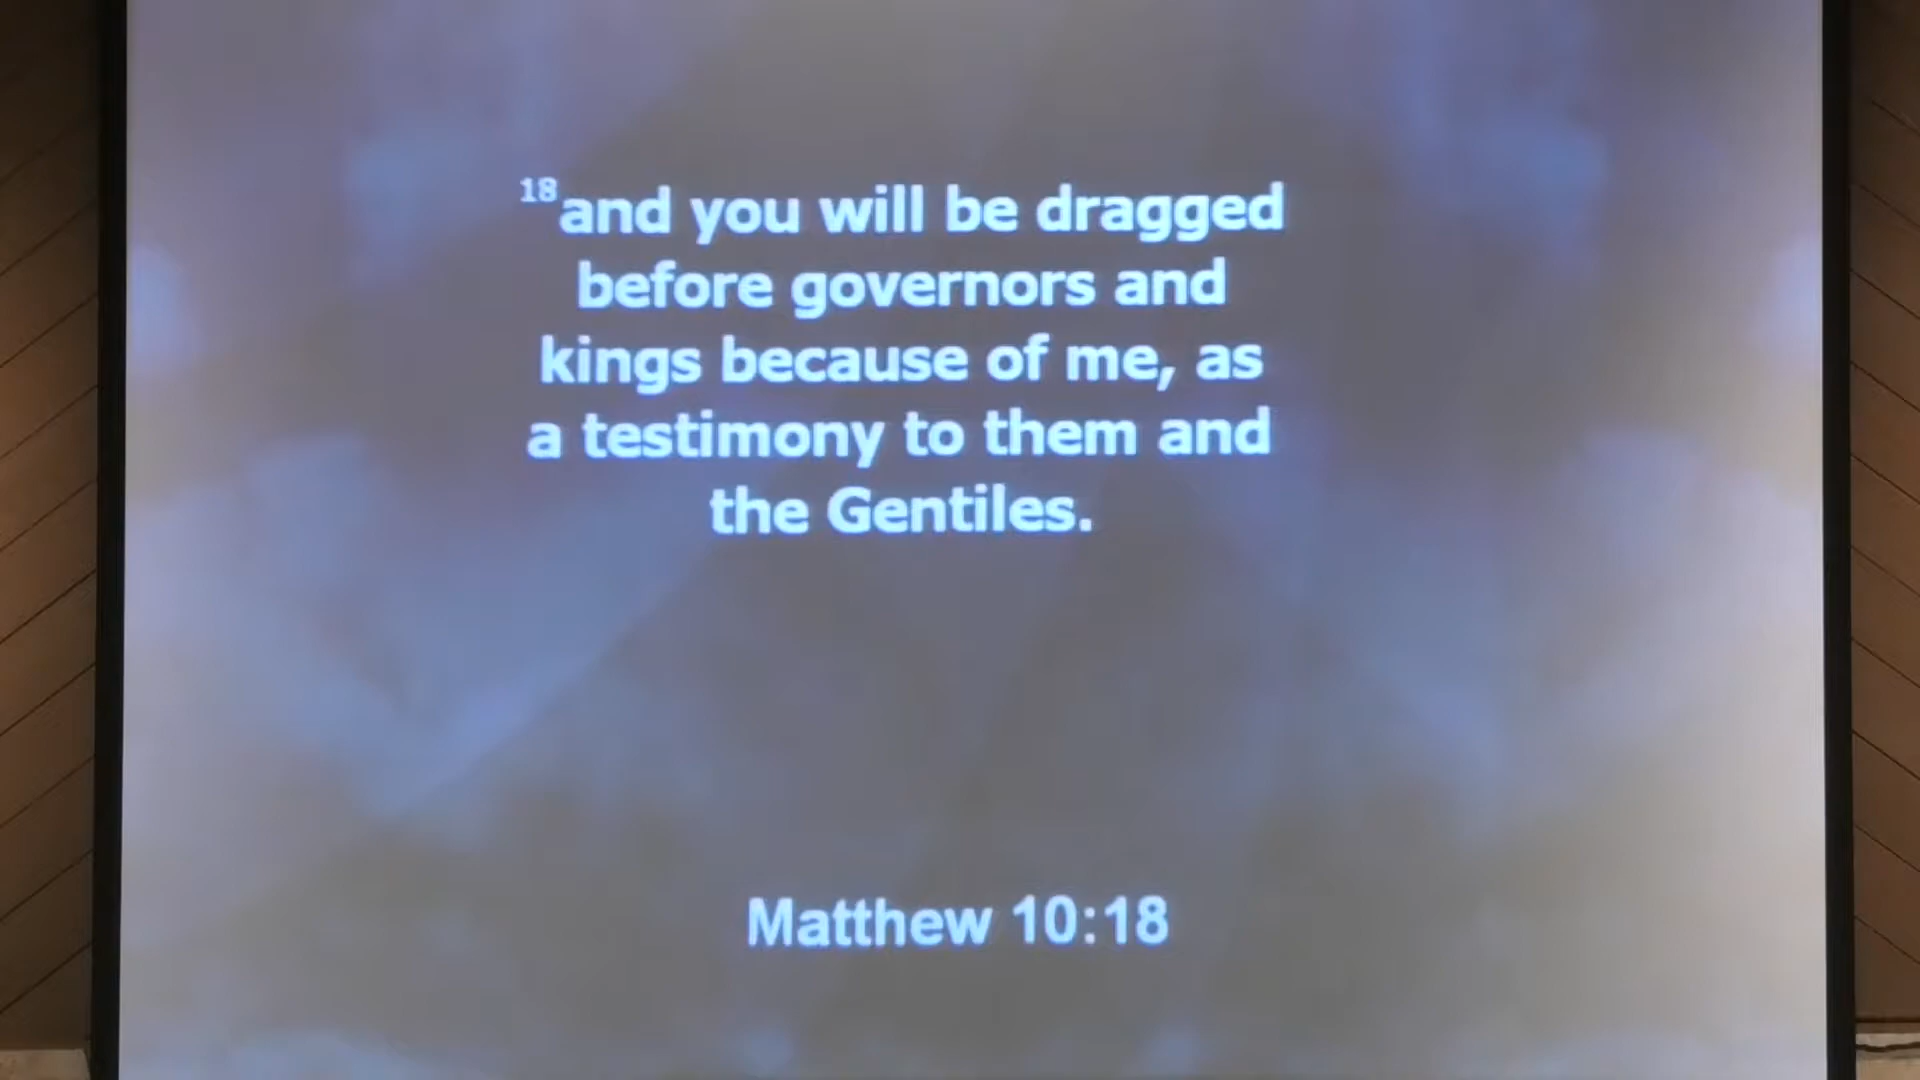 18and you will be dragged
before governors and
kings because of me, as
a testimony to them and
the Gentiles.
Matthew 10:18